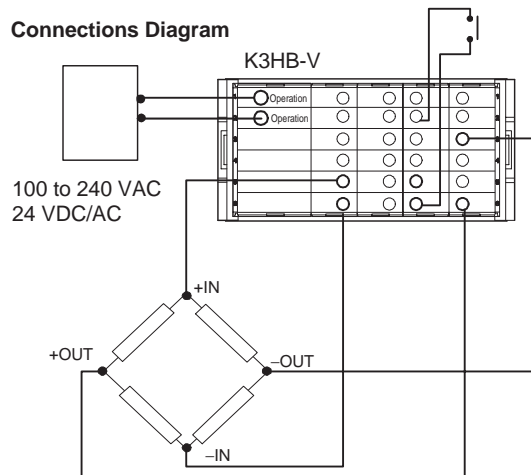 Connections Diagram
K3HB-V
Operation
Operation
100 to 240 VAC
24 VDC/AC
+IN
+OUT
−OUT
−IN